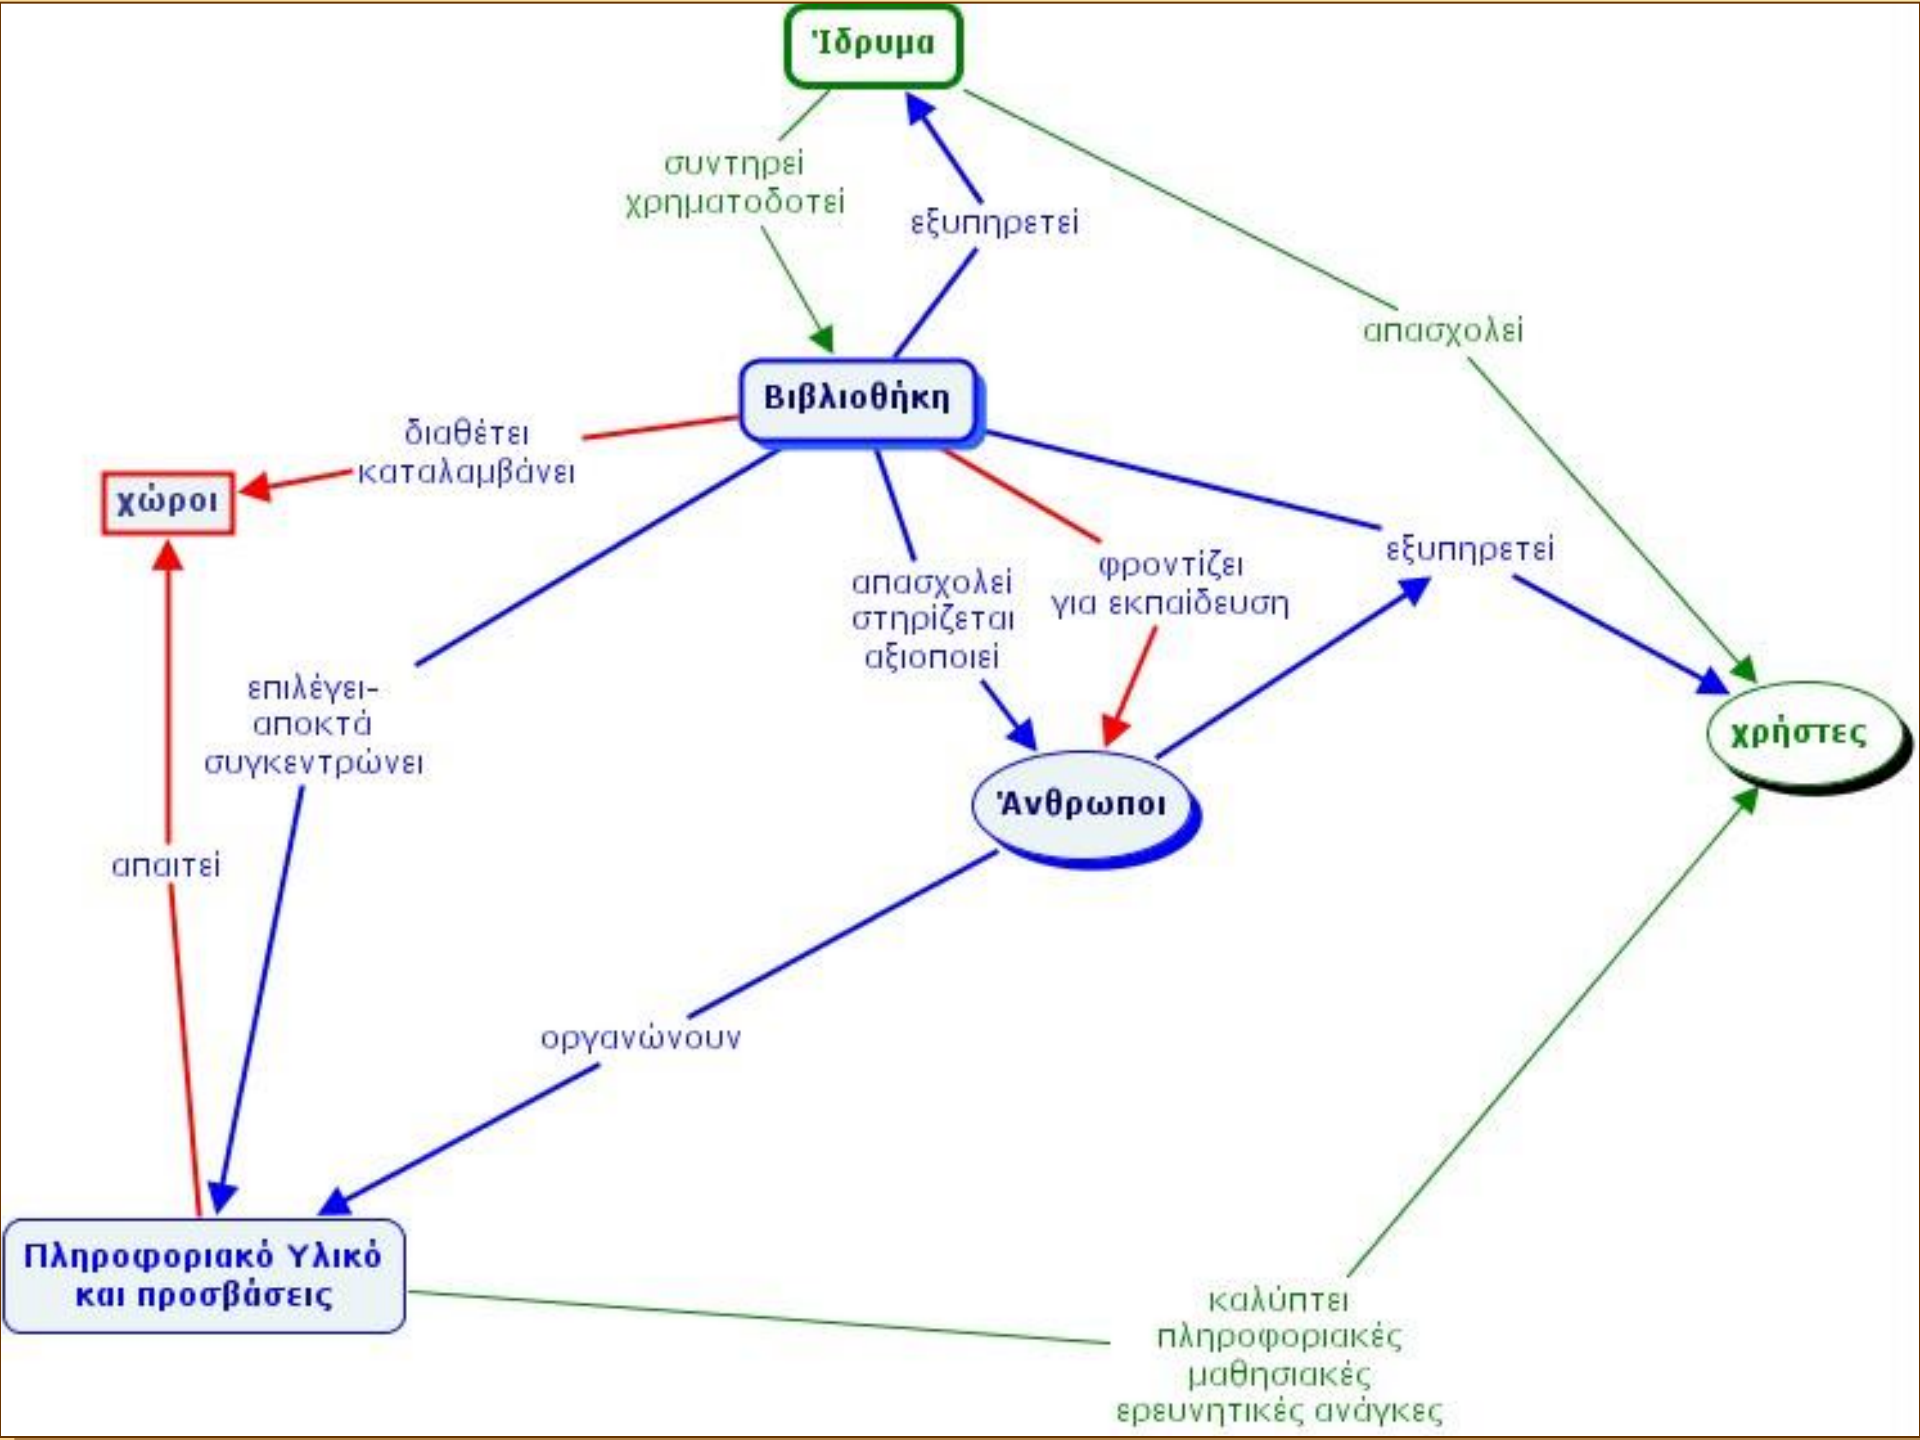 Ίδρυμα
συντηρεί
χρηματοδοτεί
εξυπηρετεί
απασχολεί
Βιβλιοθήκη
διαθέτει
καταλαμβάνει
χώροι
εξυπηρετεί
φροντίζει
για εκπαίδευση
απασχολεί
στηρίζεται
αξιοποιεί
επιλέγει-
αποκτά
συγκεντρώνει
χρήστες
Άνθρωποι
απαιτεί
οργανώνουν
Πληροφοριακό Υλικό
και προσβάσεις
καλύπτει
πληροφοριακές
μαθησιακές
ερευνητικές ανάγκες